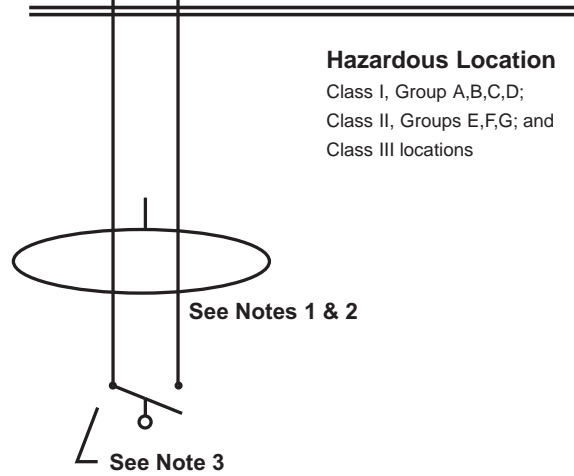 Hazardous Location
Class I, Group A,B,C,D;
Class II, Groups E,F,G; and
Class III locations
See Notes 1 & 2
See Note 3